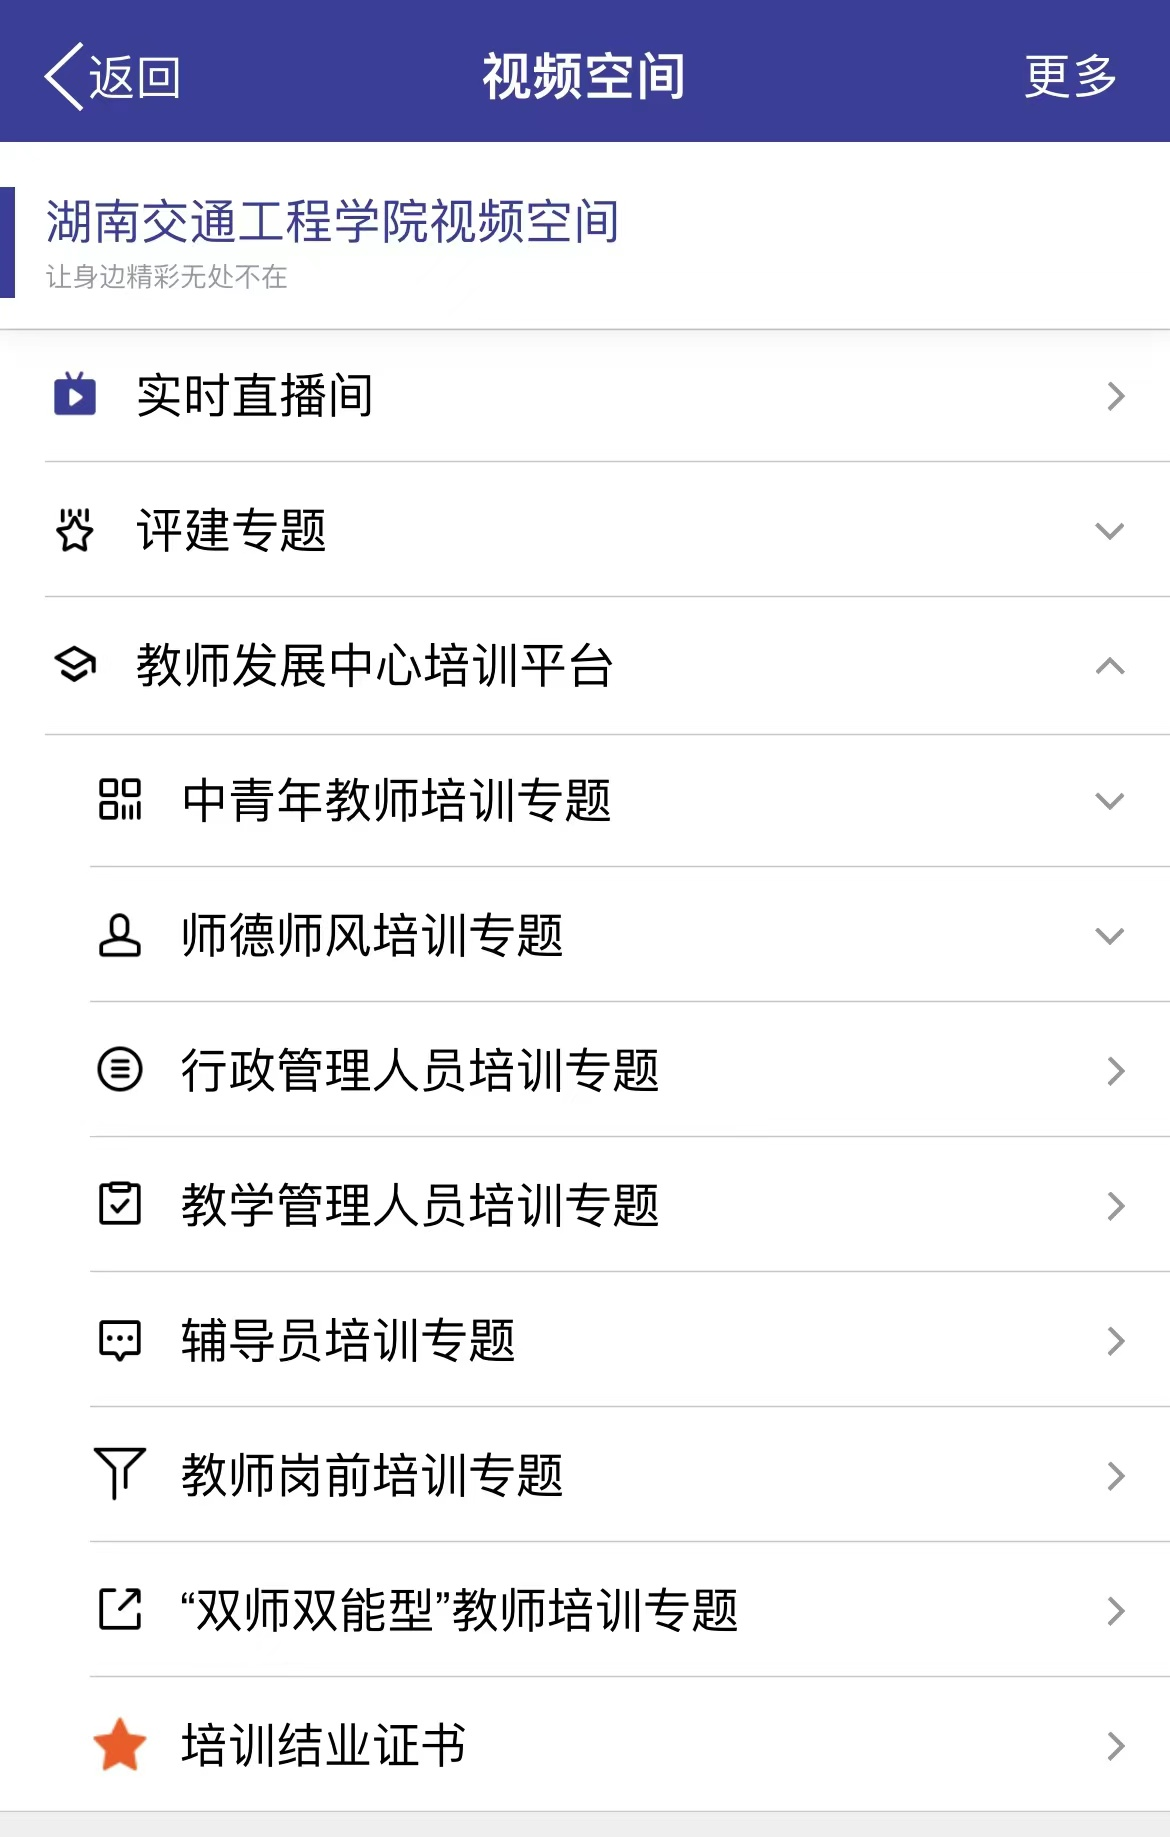 返回
视频空间
更多
湖南交通工程学院视频空间
让身边精彩无处不在
实时直播间
评建专题
教师发展中心培训平台
中青年教师培训专题
师德师风培训专题
行政管理人员培训专题
教学管理人员培训专题
辅导员培训专题
教师岗前培训专题
“双师双能型”教师培训专题
培训结业证书